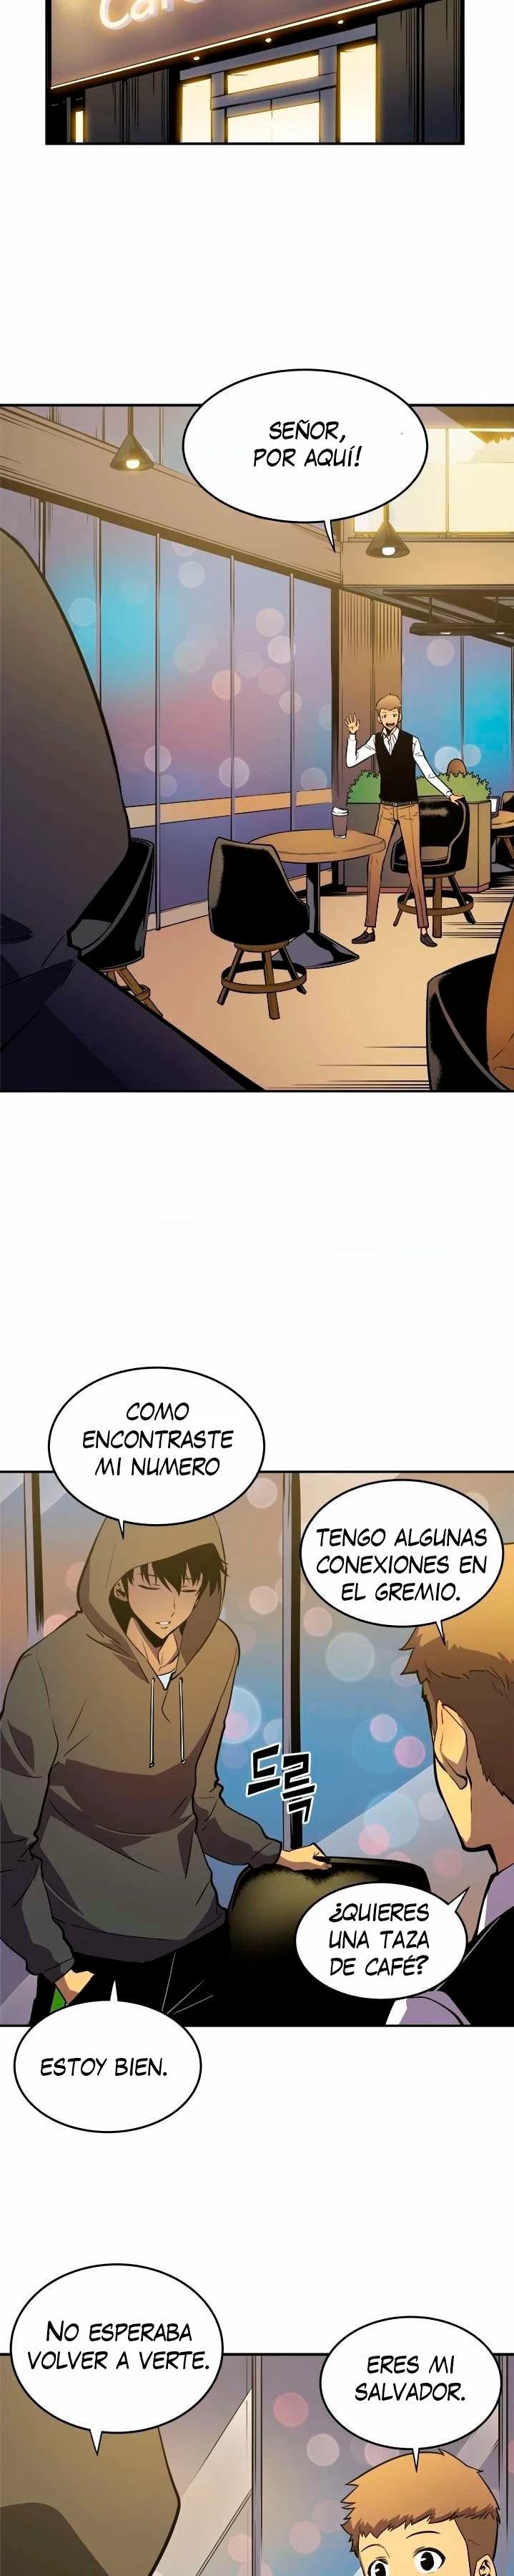 Café
SEÑOR,
POR AQUÍ!
COMO
ENCONTRASTE
MI NUMERO
TENGO ALGUNAS
CONEXIONES EN
EL GREMIO.
드륵
¿QUIERES
UNA TAZA
DE CAFÉ?
ESTOY BIEN.
NO ESPERABA
VOLVER A VERTE.
ERES MI
SALVADOR.